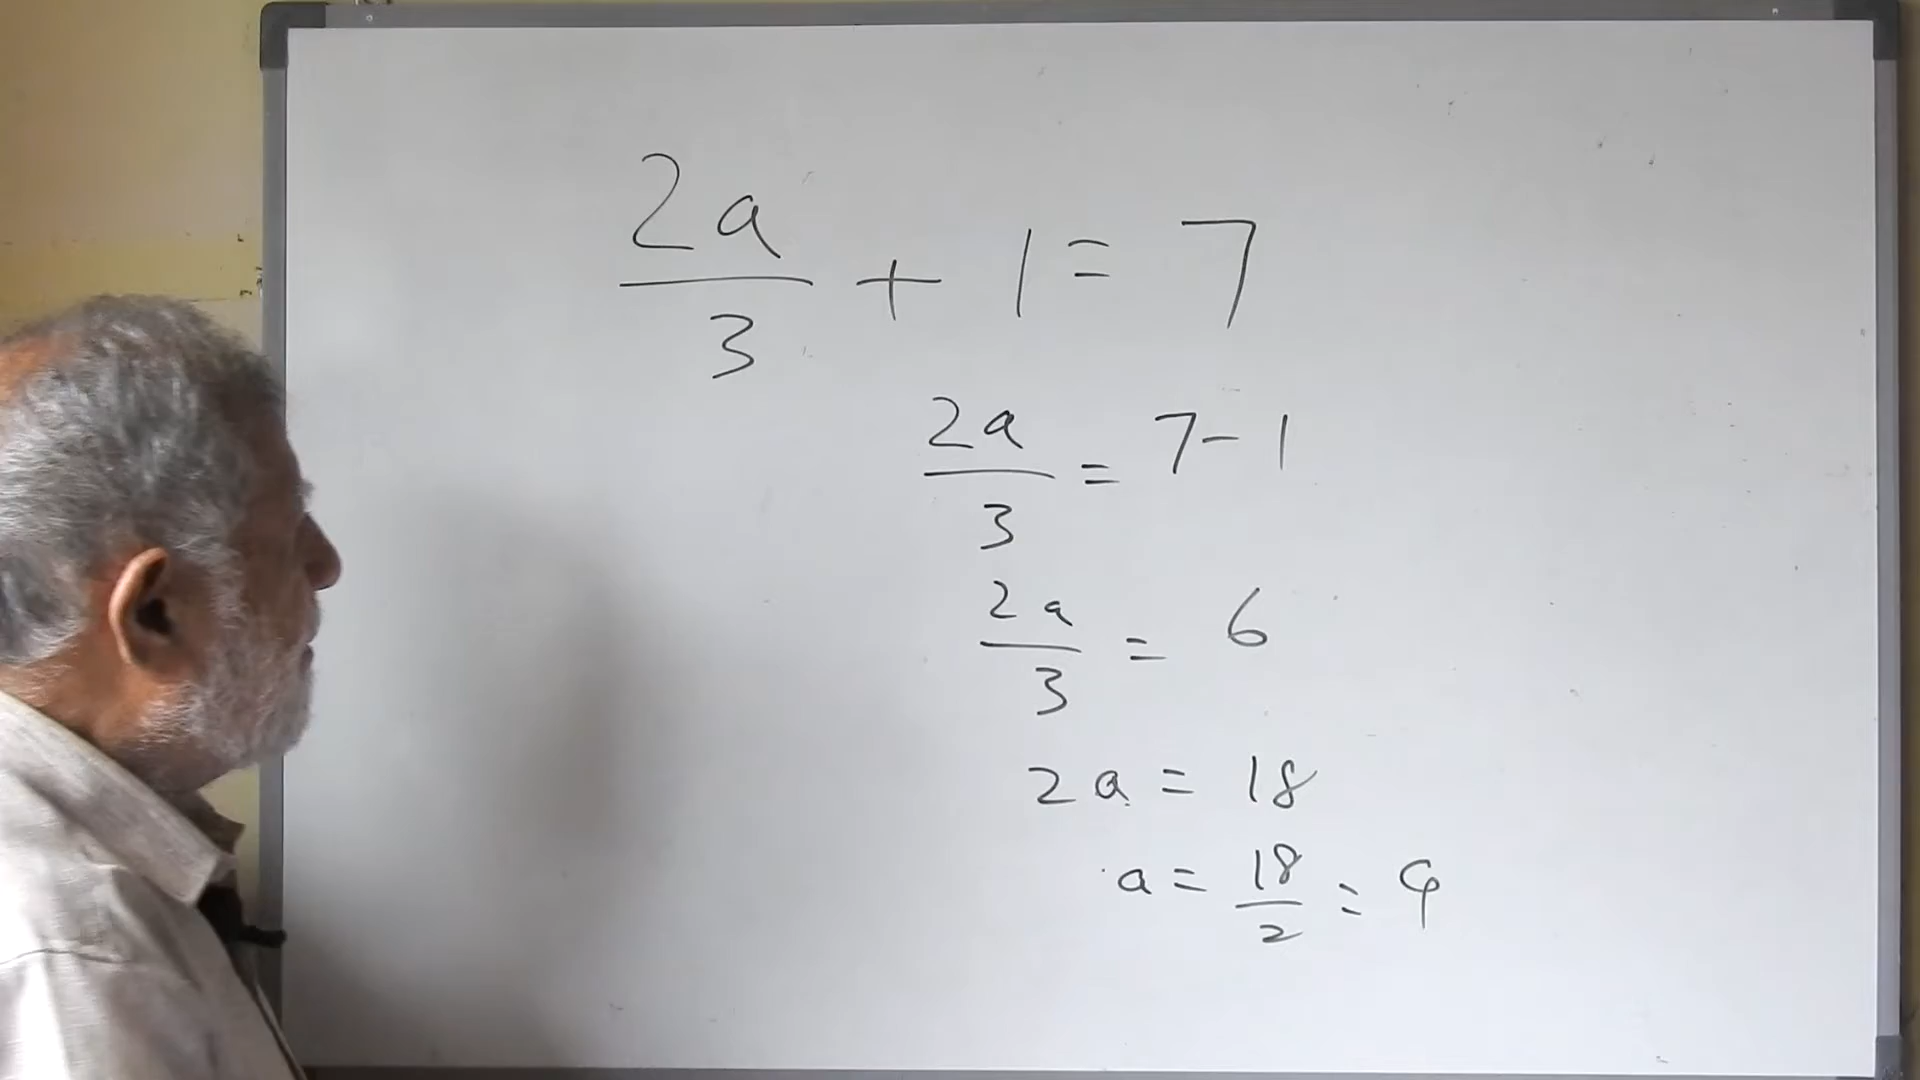 2a/3 + 1 = 7
2a/3 = 7 - 1
2a/3 = 6
2a = 18
a = 18/2 = 9